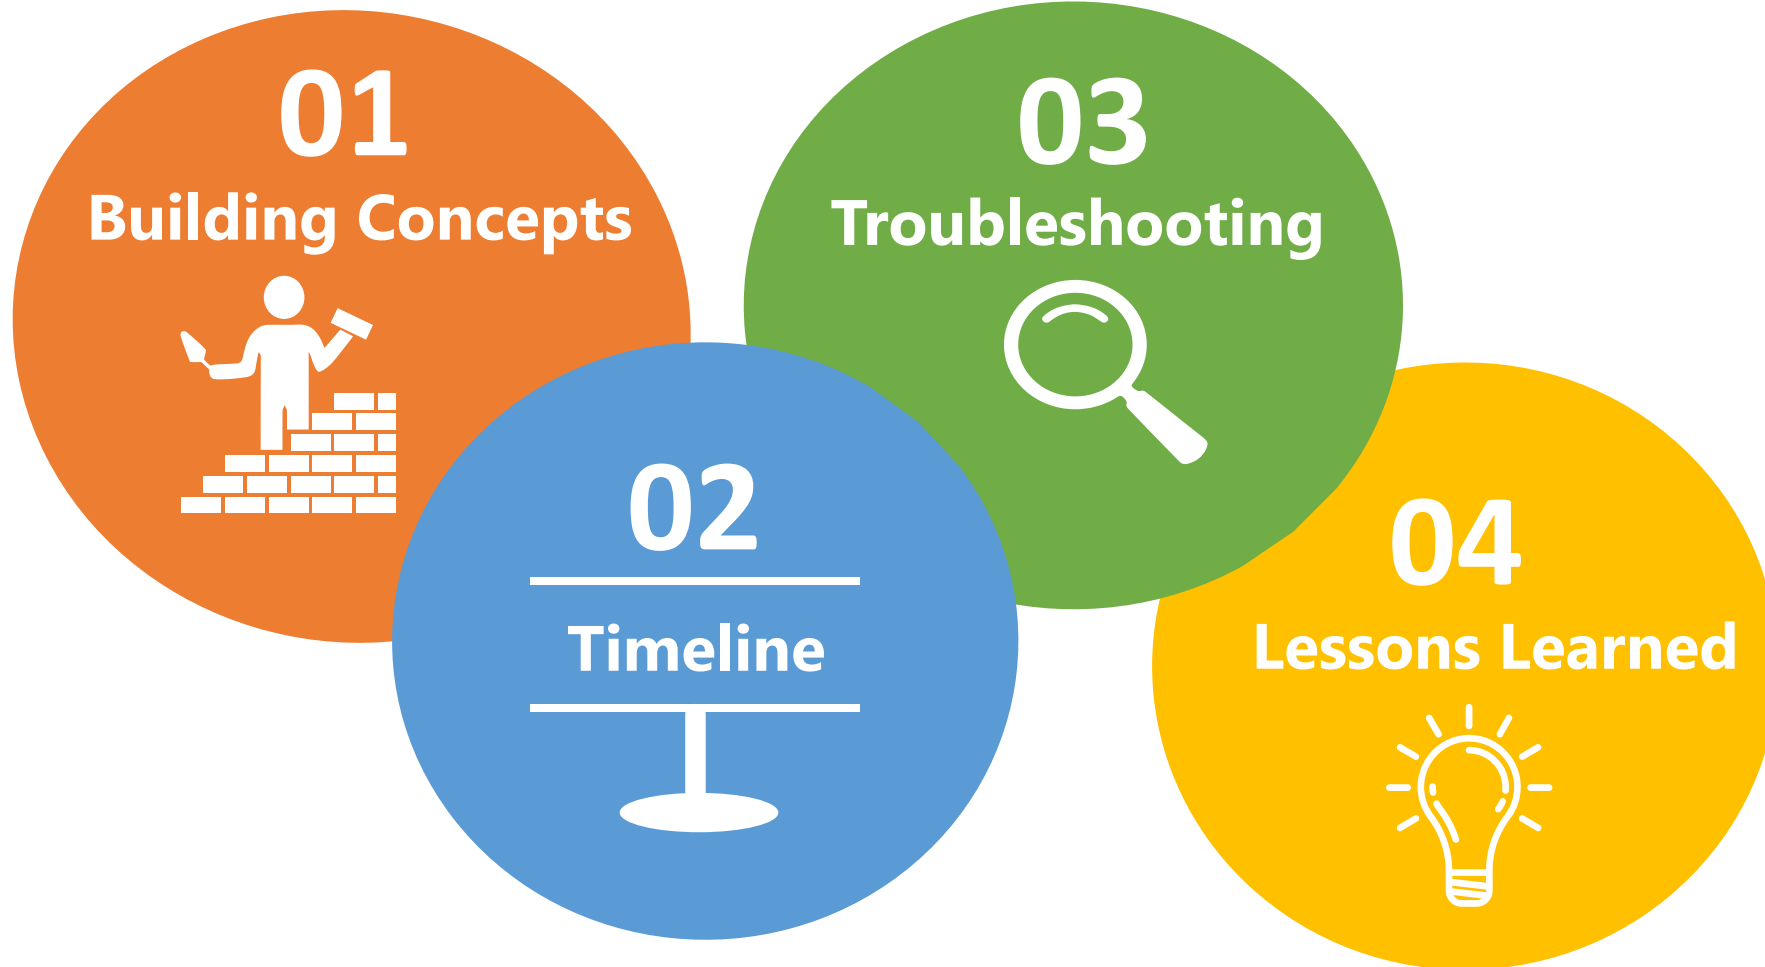 01
Building Concepts
02
Timeline
03
Troubleshooting
04
Lessons Learned